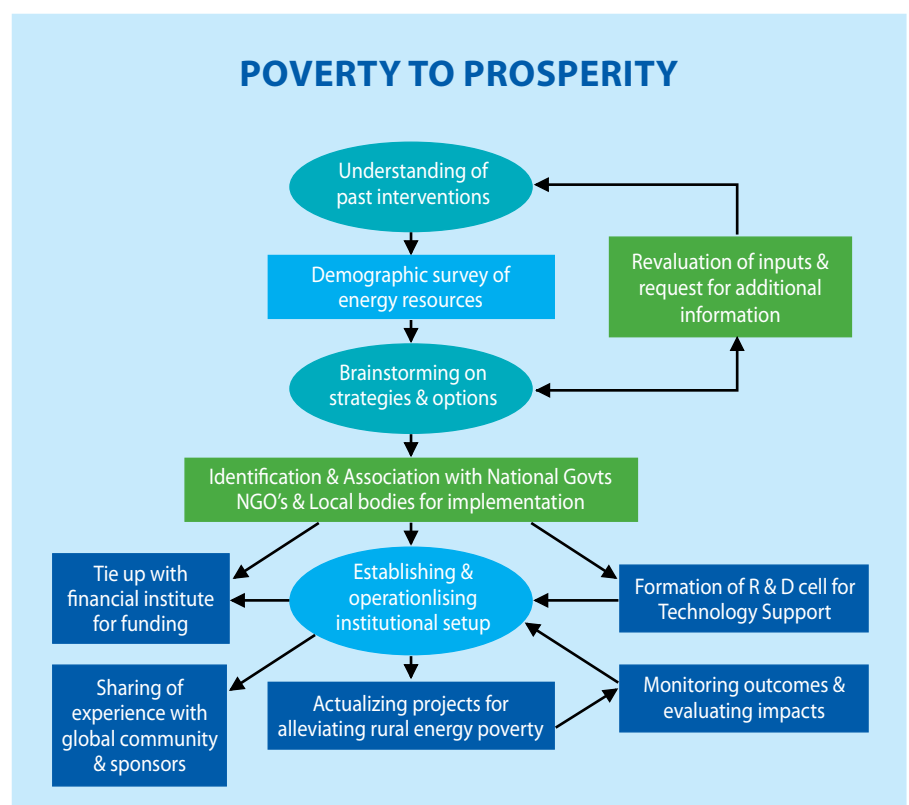 POVERTY TO PROSPERITY
Understanding of
past interventions
Revaluation of inputs &
request for additional
information
Demographic survey of
energy resources
Brainstorming on
strategies & options
Identification & Association with National Govts
NGO's & Local bodies for implementation
Tie up with
financial institute
for funding
Establishing &
operationlising
institutional setup
Formation of R & D cell for
Technology Support
Sharing of
experience with
global community
& sponsors
Actualizing projects for
alleviating rural energy poverty
Monitoring outcomes &
evaluating impacts